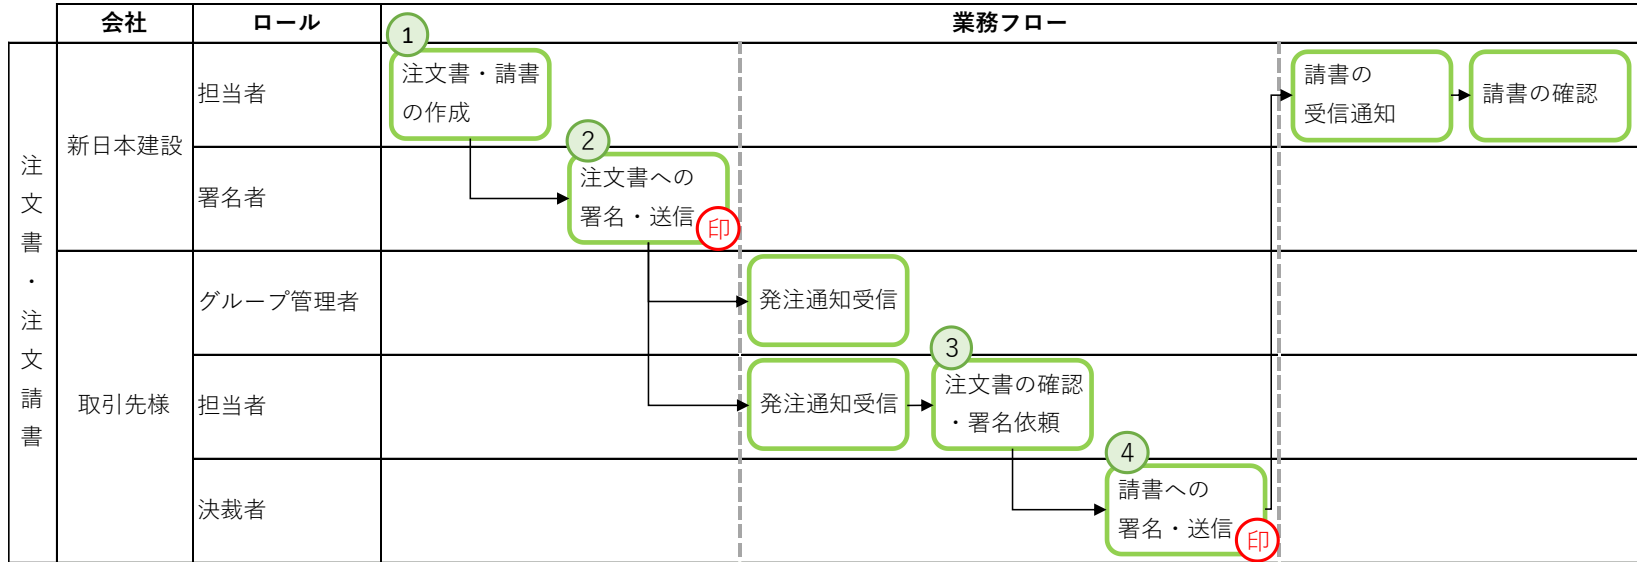 会社
ロール
業務フロー
注文書・注文請書
新日本建設
担当者
1
注文書・請書
の作成
請書の
受信通知
請書の確認
署名者
2
注文書への
署名・送信
印
取引先様
グループ管理者
発注通知受信
担当者
発注通知受信
3
注文書の確認
・署名依頼
決裁者
4
請書への
署名・送信
印